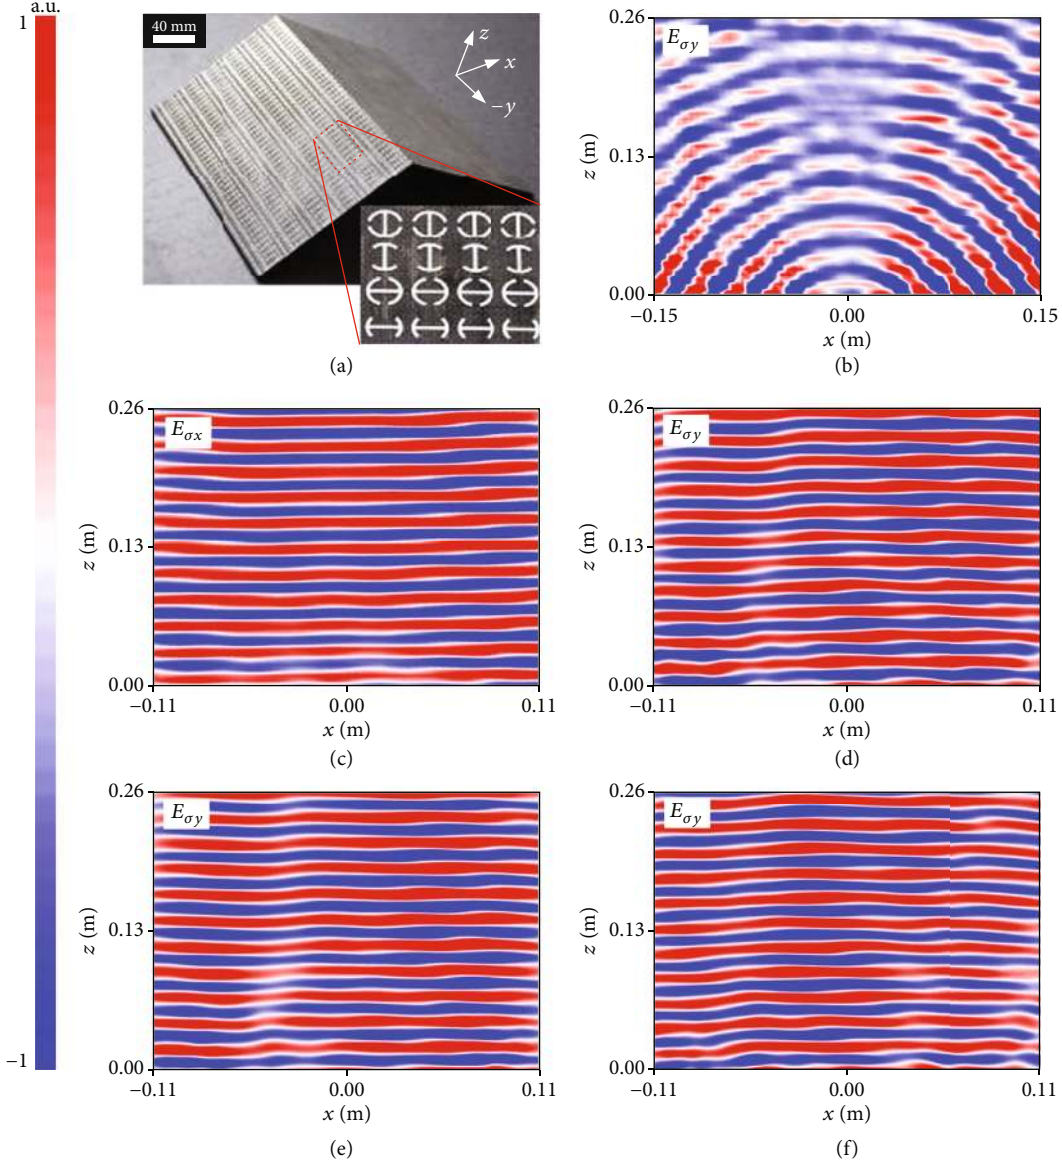 a.u.
1
−1
40 mm
z
x
−y
(a)
E_σy
0.26
0.13
0.00
z (m)
−0.15
0.00
0.15
x (m)
(b)
E_σx
0.26
0.13
0.00
z (m)
−0.11
0.00
0.11
x (m)
(c)
E_σy
0.26
0.13
0.00
z (m)
−0.11
0.00
0.11
x (m)
(d)
E_σy
0.26
0.13
0.00
z (m)
−0.11
0.00
0.11
x (m)
(e)
E_σy
0.26
0.13
0.00
z (m)
−0.11
0.00
0.11
x (m)
(f)